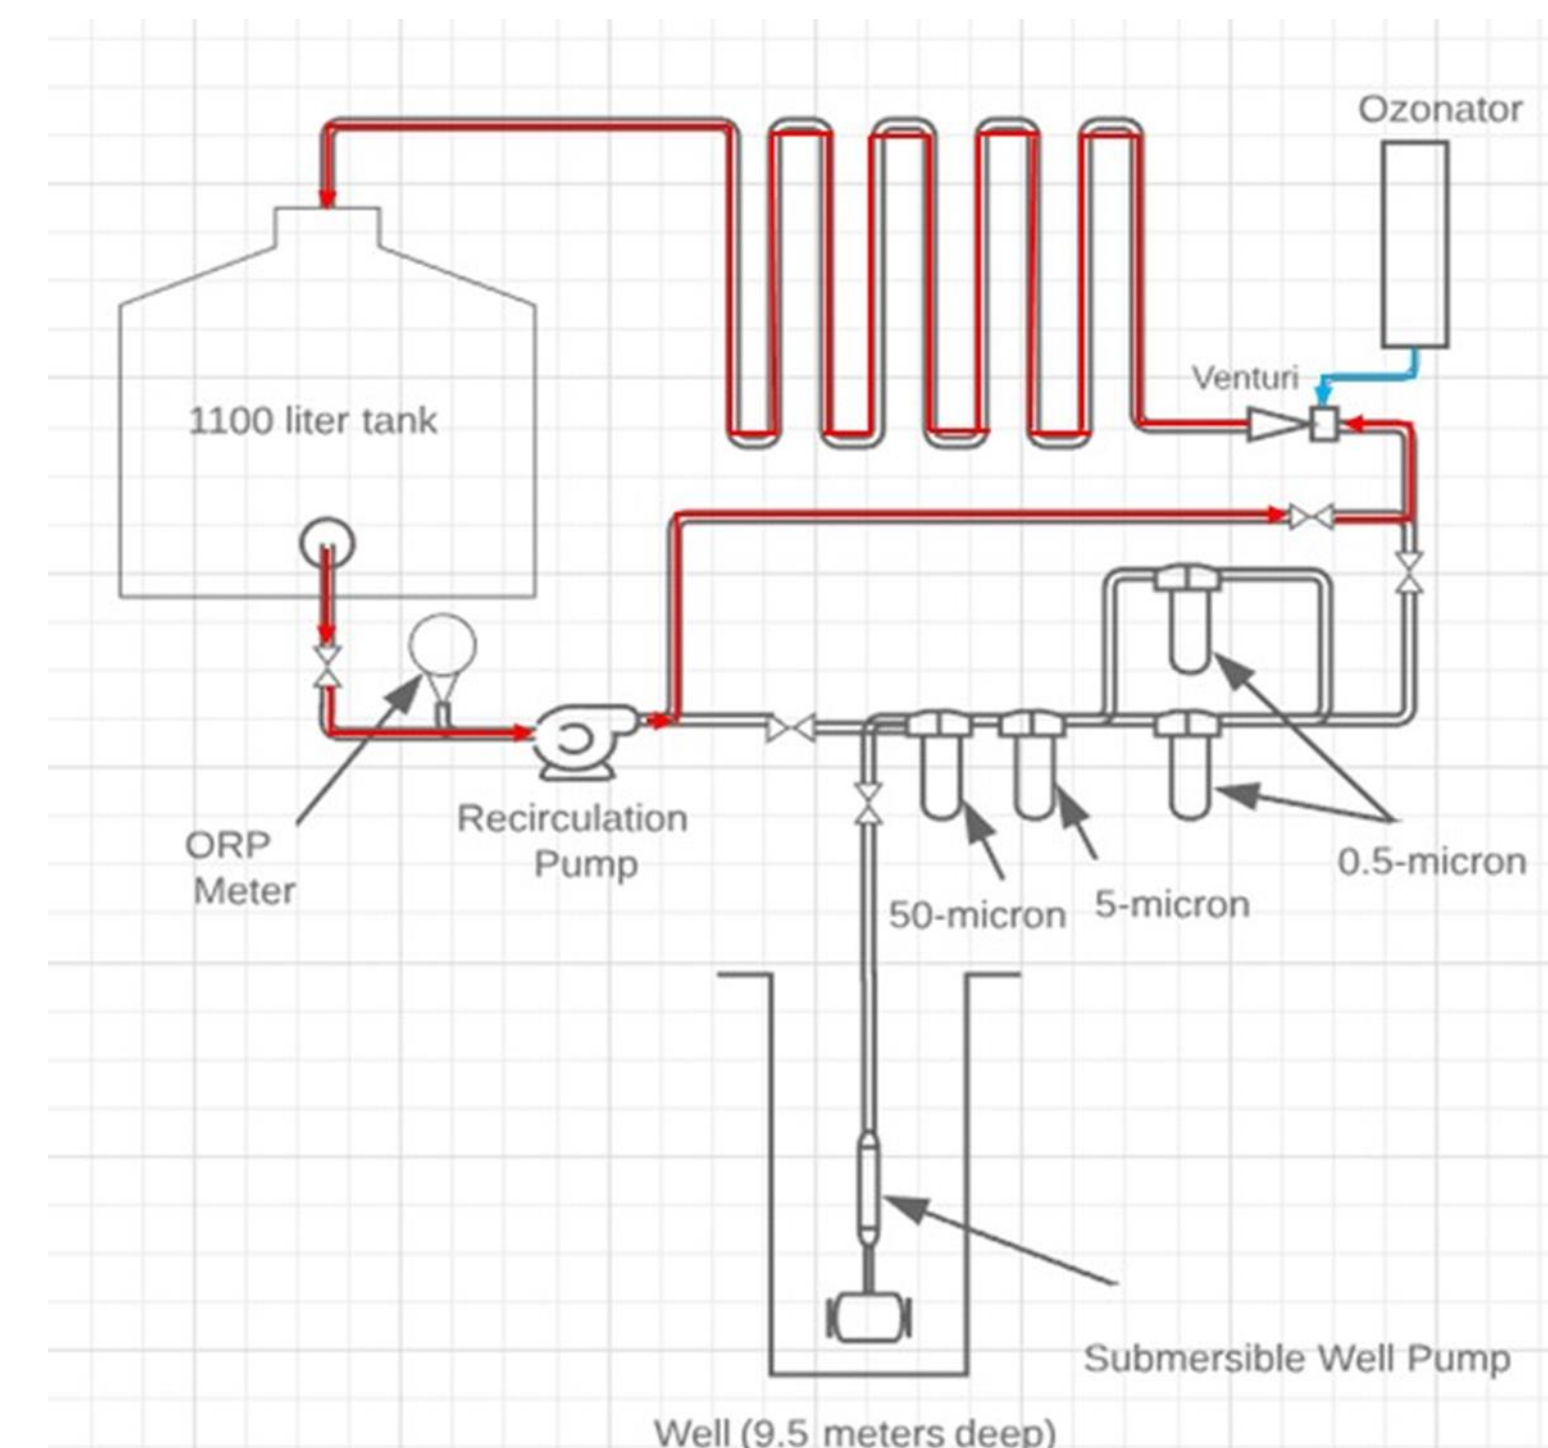 Ozonator
Venturi
1100 liter tank
ORP
Meter
Recirculation
Pump
0.5-micron
5-micron
50-micron
Submersible Well Pump
Well (9.5 meters deep)